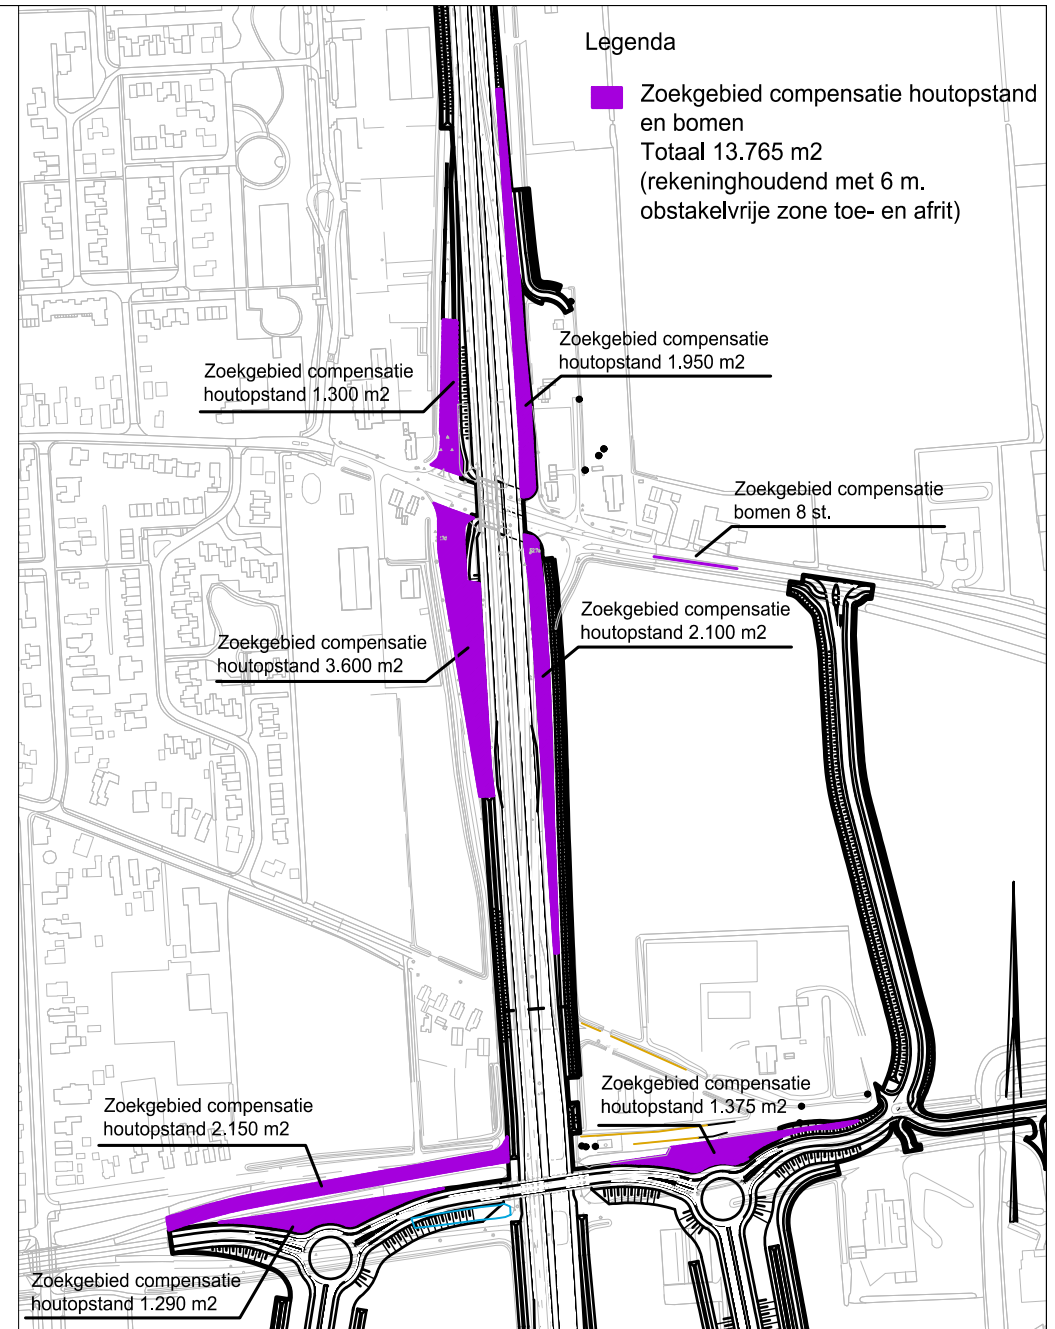 Legenda
Zoekgebied compensatie houtopstand
en bomen
Totaal 13.765 m2
(rekeninghoudend met 6 m.
obstakelvrije zone toe- en afrit)
Zoekgebied compensatie
houtopstand 1.950 m2
Zoekgebied compensatie
houtopstand 1.300 m2
Zoekgebied compensatie
bomen 8 st.
Zoekgebied compensatie
houtopstand 2.100 m2
Zoekgebied compensatie
houtopstand 3.600 m2
Zoekgebied compensatie
houtopstand 1.375 m2
Zoekgebied compensatie
houtopstand 2.150 m2
Zoekgebied compensatie
houtopstand 1.290 m2